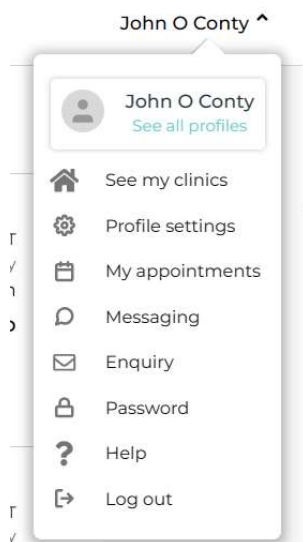 John O Conty
John O Conty
See all profiles
See my clinics
Profile settings
My appointments
Messaging
Enquiry
Password
Help
Log out